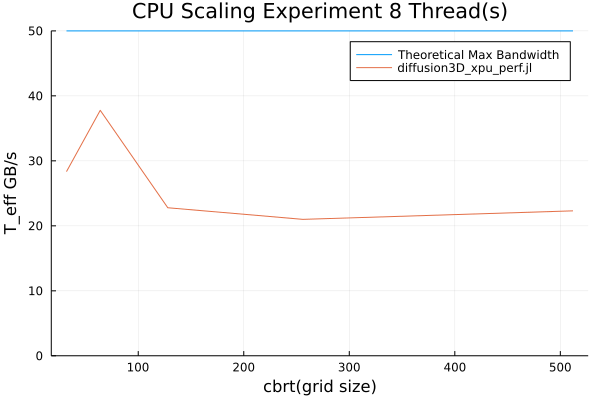 CPU Scaling Experiment 8 Thread(s)
Theoretical Max Bandwidth
diffusion3D_xpu_perf.jl
T_eff GB/s
50
40
30
20
10
0
100
200
300
400
500
cbrt(grid size)